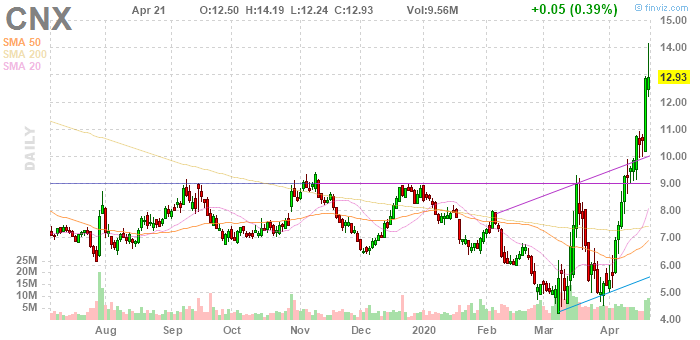 CNX Apr 21 O:12.50 H:14.19 L:12.24 C:12.93 Vol:9.56M +0.05 (0.39%) © finviz.com
SMA 50
SMA 200
SMA 20
DAILY
15.00
14.00
13.00
12.93
12.00
11.00
10.00
9.00
8.00
7.00
6.00
5.00
4.00
25M
20M
15M
10M
5M
Aug Sep Oct Nov Dec 2020 Feb Mar Apr